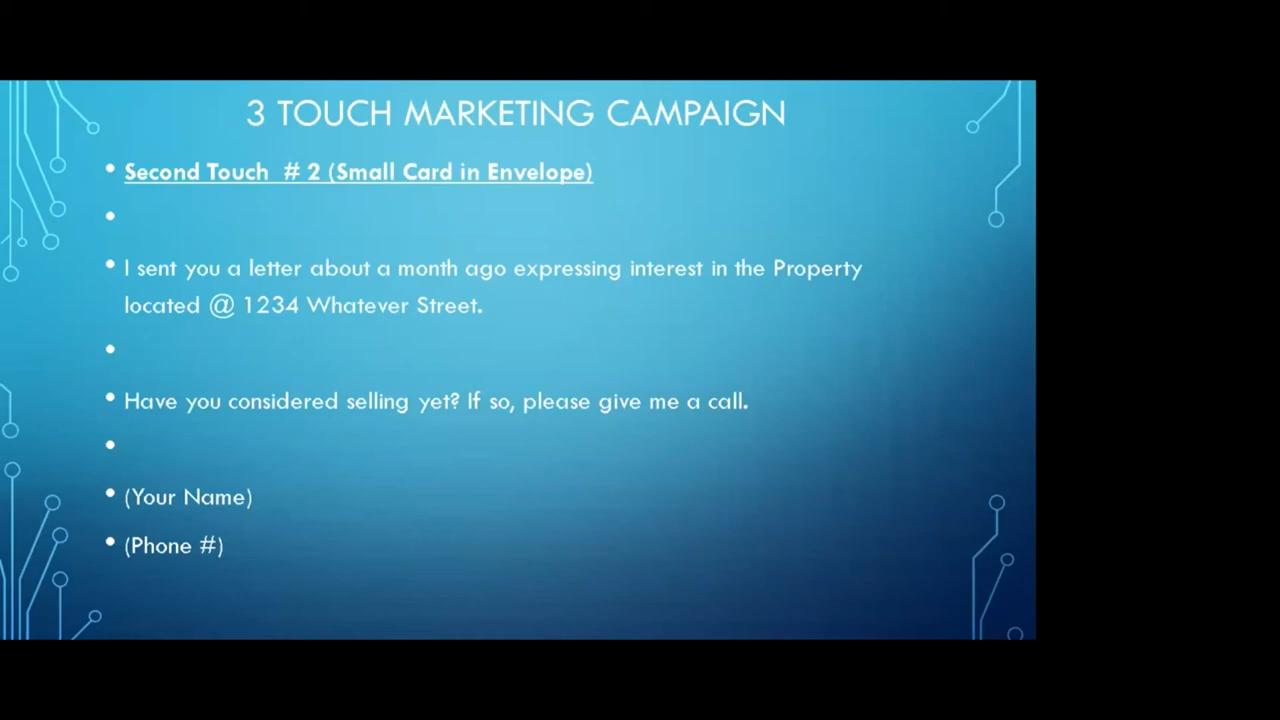 3 TOUCH MARKETING CAMPAIGN
• Second Touch # 2 (Small Card in Envelope)
•
• I sent you a letter about a month ago expressing interest in the Property
located @ 1234 Whatever Street.
•
• Have you considered selling yet? If so, please give me a call.
•
• (Your Name)
• (Phone #)